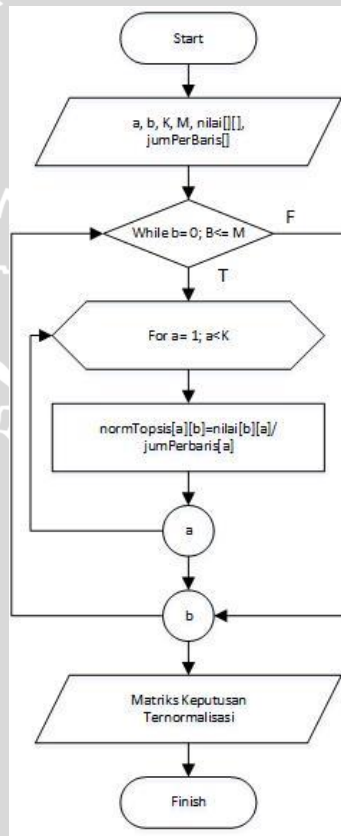 Start
a, b, K, M, nilai[][],
jumPerBaris[]
While b= 0; B<= M
F
T
For a= 1; a<K
normTopsis[a][b]=nilai[b][a]/
jumPerbaris[a]
a
b
Matriks Keputusan
Ternormalisasi
Finish